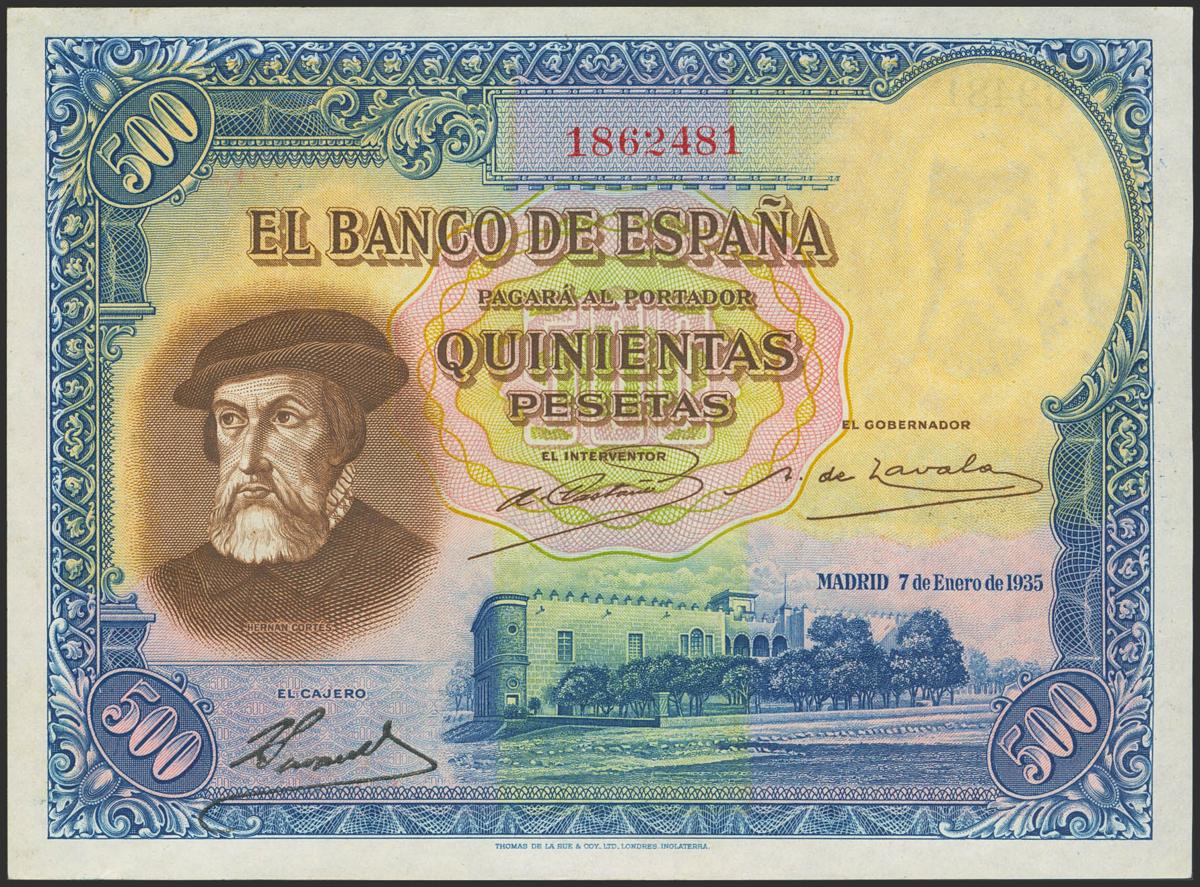 500
1862481
EL BANCO DE ESPAÑA
PAGARÁ AL PORTADOR
QUINIENTAS
PESETAS
EL GOBERNADOR
EL INTERVENTOR
A. de Zavala
MADRID 7 de Enero de 1935
HERNAN CORTES
EL CAJERO
500
500
THOMAS DE LA RUE & COY. LTD. LONDRES. INGLATERRA.